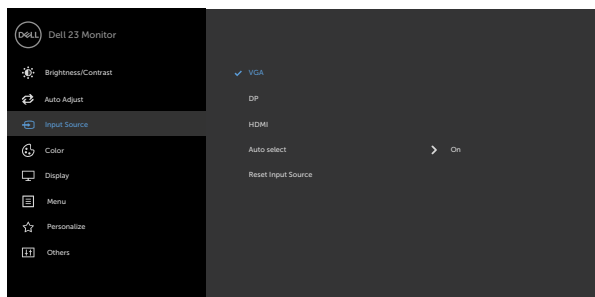 DELL Dell 23 Monitor
Brightness/Contrast
Auto Adjust
Input Source
Color
Display
Menu
Personalize
Others
VGA
DP
HDMI
Auto select On
Reset Input Source